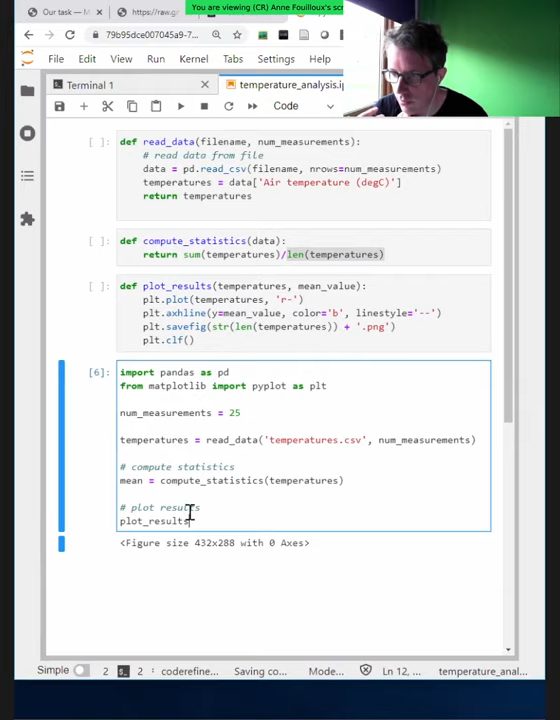 You are viewing (CR) Anne Fouilloux's scr
Our task — M
https://raw.gr
79b95dce007045a9-7...
File Edit View Run Kernel Tabs Settings
Terminal 1
temperature_analysis.ip
Code
[ ]: def read_data(filename, num_measurements):
# read data from file
data = pd.read_csv(filename, nrows=num_measurements)
temperatures = data['Air temperature (degC)']
return temperatures
[ ]: def compute_statistics(data):
return sum(temperatures)/len(temperatures)
[ ]: def plot_results(temperatures, mean_value):
plt.plot(temperatures, 'r-')
plt.axhline(y=mean_value, color='b', linestyle='--')
plt.savefig(str(len(temperatures)) + '.png')
plt.clf()
[6]: import pandas as pd
from matplotlib import pyplot as plt
num_measurements = 25
temperatures = read_data('temperatures.csv', num_measurements)
# compute statistics
mean = compute_statistics(temperatures)
# plot results
plot_results
<Figure size 432x288 with 0 Axes>
Simple 2 2 : coderefine... Saving co... Mode... Ln 12, ... temperature_anal...